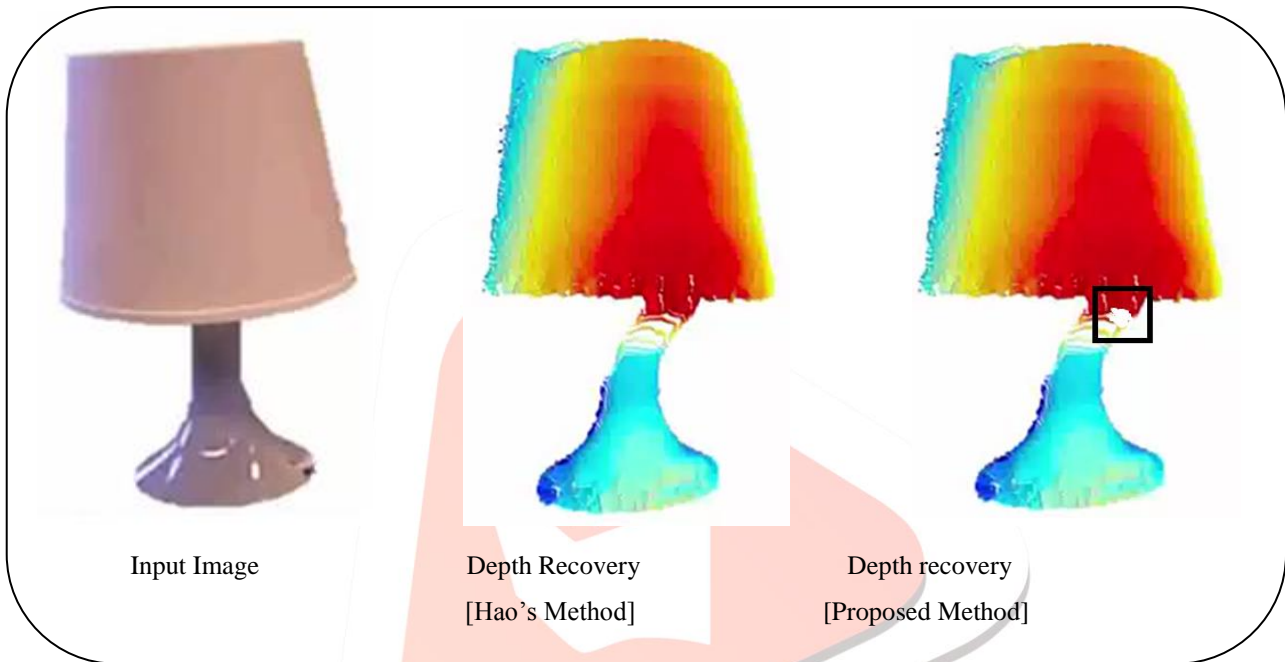 Input Image
Depth Recovery
[Hao’s Method]
Depth recovery
[Proposed Method]